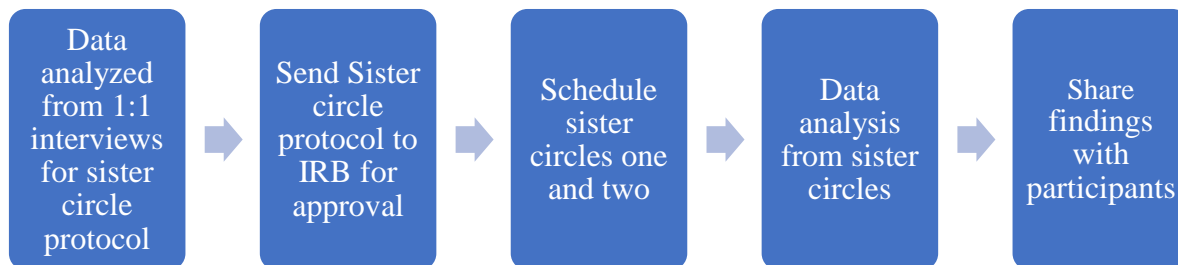 Data
analyzed
from 1:1
interviews
for sister
circle
protocol
Send Sister
circle
protocol to
IRB for
approval
Schedule
sister
circles one
and two
Data
analysis
from sister
circles
Share
findings
with
participants